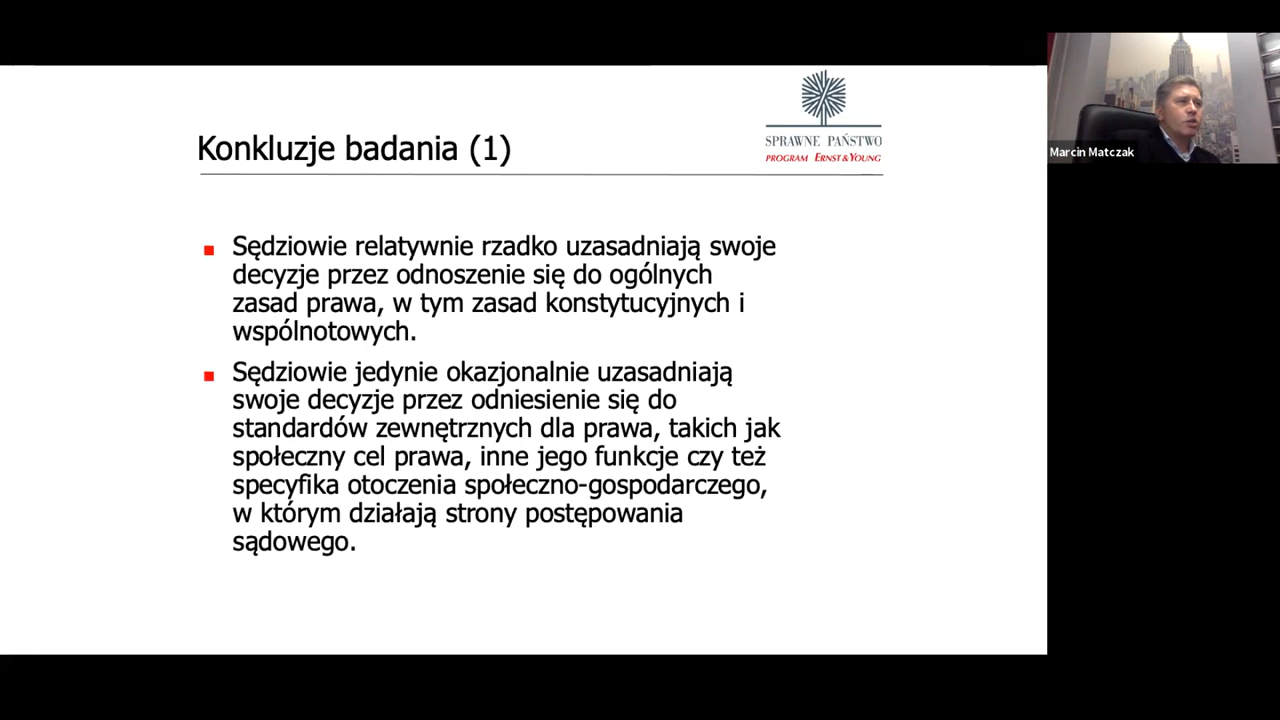 SPRAWNE PAŃSTWO
PROGRAM ERNST & YOUNG
Konkluzje badania (1)
Sędziowie relatywnie rzadko uzasadniają swoje
decyzje przez odnoszenie się do ogólnych
zasad prawa, w tym zasad konstytucyjnych i
wspólnotowych.
Sędziowie jedynie okazjonalnie uzasadniają
swoje decyzje przez odniesienie się do
standardów zewnętrznych dla prawa, takich jak
społeczny cel prawa, inne jego funkcje czy też
specyfika otoczenia społeczno-gospodarczego,
w którym działają strony postępowania
sądowego.
Marcin Matczak